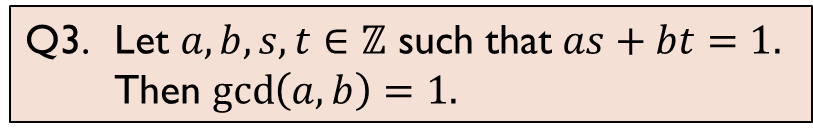 Q3. Let a, b, s, t ∈ ℤ such that as + bt = 1.
Then gcd(a, b) = 1.